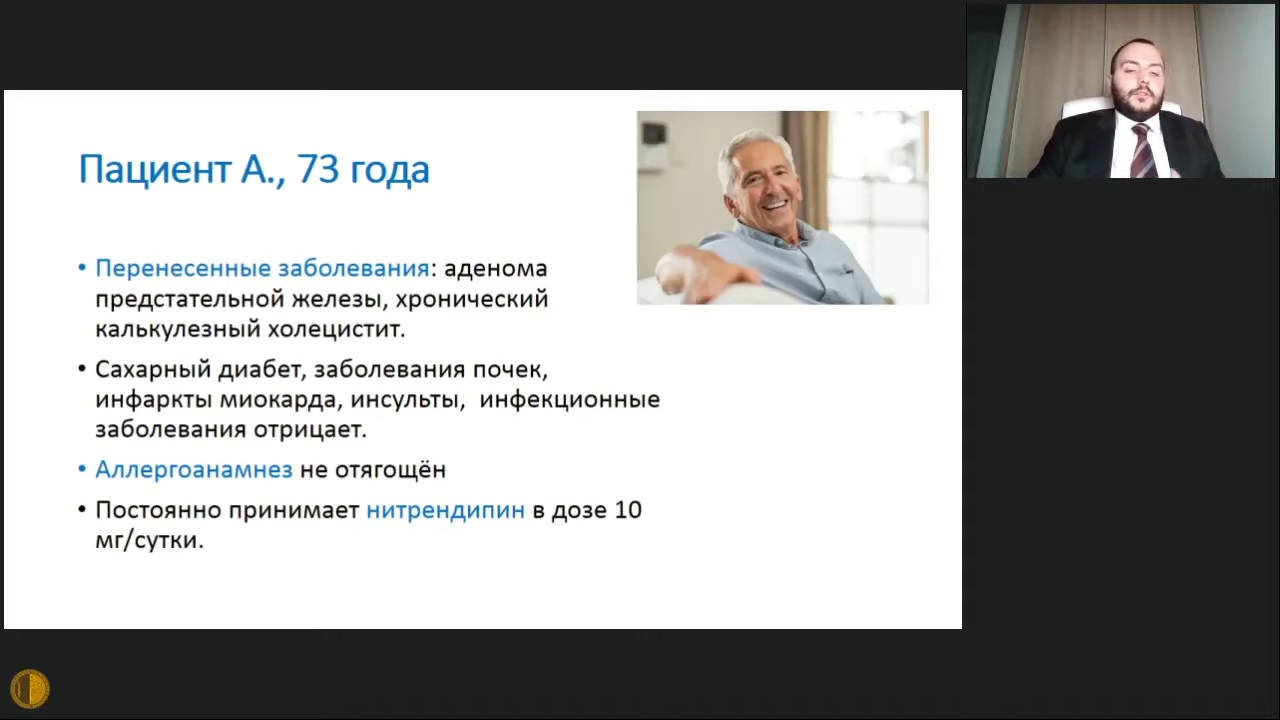 Пациент А., 73 года
• Перенесенные заболевания: аденома
предстательной железы, хронический
калькулезный холецистит.
• Сахарный диабет, заболевания почек,
инфаркты миокарда, инсульты, инфекционные
заболевания отрицает.
• Аллергоанамнез не отягощён
• Постоянно принимает нитрендипин в дозе 10
мг/сутки.